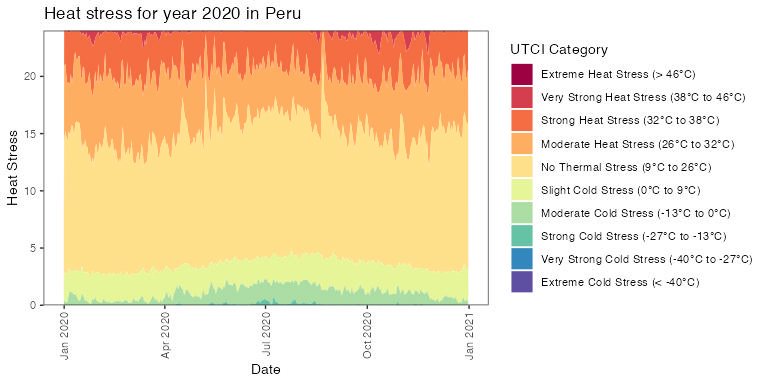 Heat stress for year 2020 in Peru
Heat Stress
20
15
10
5
0
Jan 2020
Apr 2020
Jul 2020
Oct 2020
Jan 2021
Date
UTCI Category
Extreme Heat Stress (> 46°C)
Very Strong Heat Stress (38°C to 46°C)
Strong Heat Stress (32°C to 38°C)
Moderate Heat Stress (26°C to 32°C)
No Thermal Stress (9°C to 26°C)
Slight Cold Stress (0°C to 9°C)
Moderate Cold Stress (-13°C to 0°C)
Strong Cold Stress (-27°C to -13°C)
Very Strong Cold Stress (-40°C to -27°C)
Extreme Cold Stress (< -40°C)